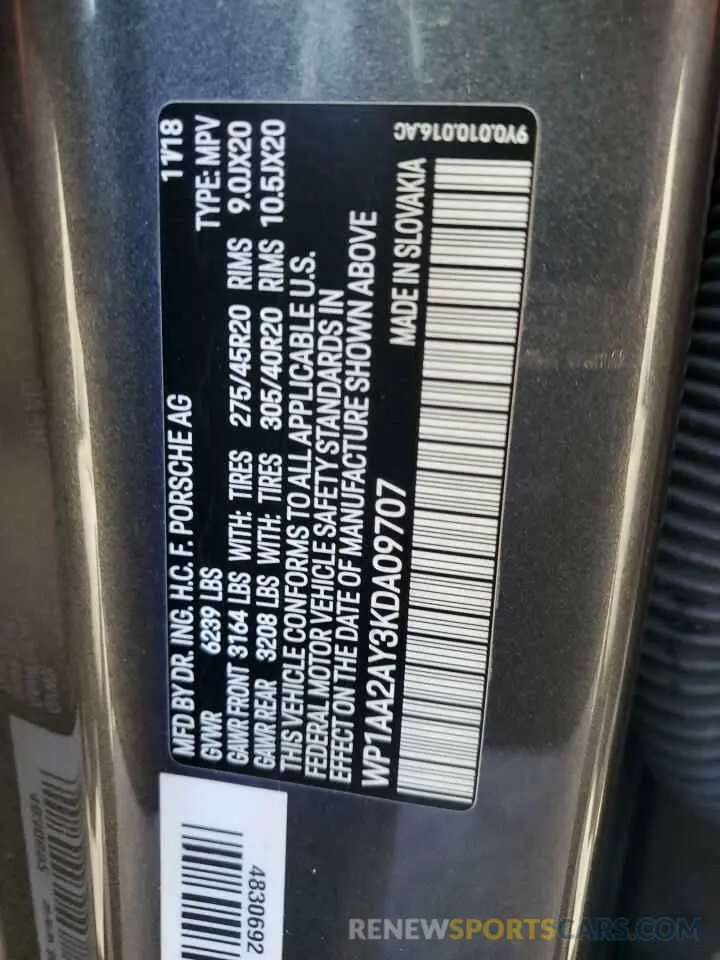 MFD BY DR. ING. H.C. F. PORSCHE AG 11/18
GVWR 6239 LBS TYPE: MPV
GAWR FRONT 3164 LBS WITH: TIRES 275/45R20 RIMS 9.0JX20
GAWR REAR 3208 LBS WITH: TIRES 305/40R20 RIMS 10.5JX20
THIS VEHICLE CONFORMS TO ALL APPLICABLE U.S.
FEDERAL MOTOR VEHICLE SAFETY STANDARDS IN
EFFECT ON THE DATE OF MANUFACTURE SHOWN ABOVE
WP1AA2AY3KDA09707 MADE IN SLOVAKIA
9Y0.010.016.AC
4830692
RENEWSPORTSCARS.COM